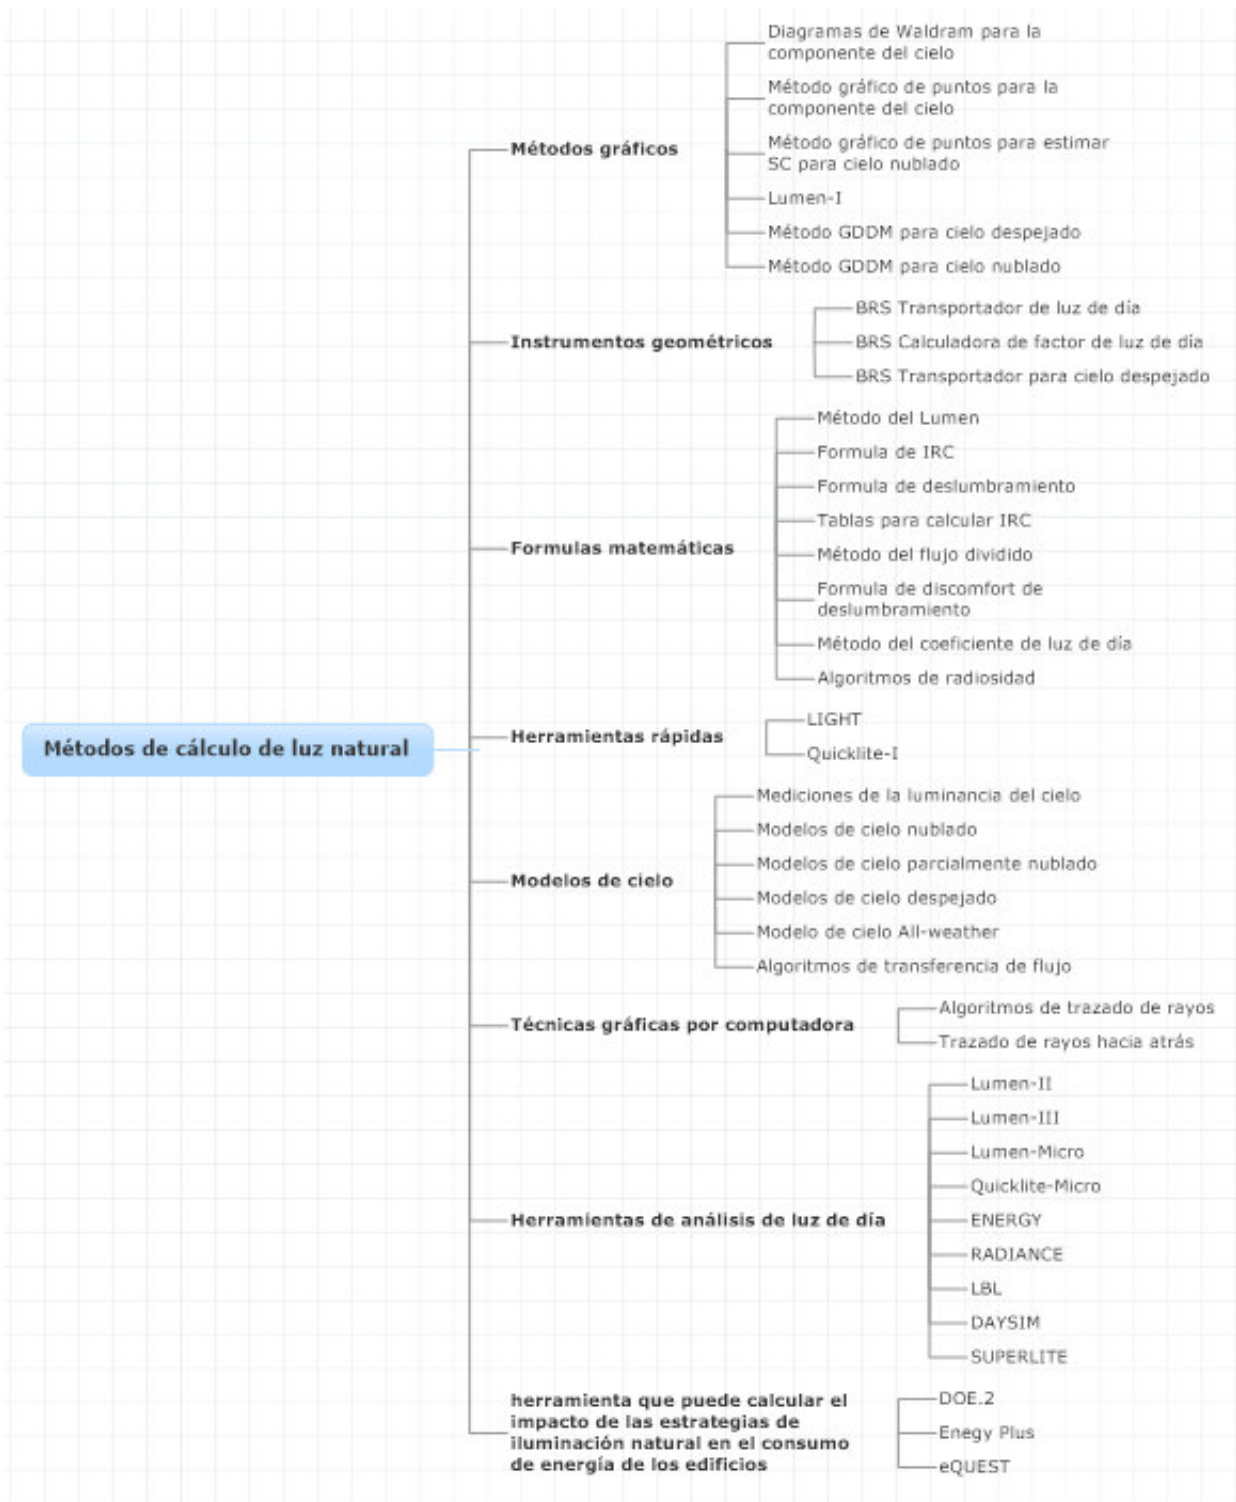 Métodos de cálculo de luz natural
Métodos gráficos
Diagramas de Waldram para la
componente del cielo
Método gráfico de puntos para la
componente del cielo
Método gráfico de puntos para estimar
SC para cielo nublado
Lumen-I
Método GDDM para cielo despejado
Método GDDM para cielo nublado
Instrumentos geométricos
BRS Transportador de luz de día
BRS Calculadora de factor de luz de día
BRS Transportador para cielo despejado
Formulas matemáticas
Método del Lumen
Formula de IRC
Formula de deslumbramiento
Tablas para calcular IRC
Método del flujo dividido
Formula de discomfort de
deslumbramiento
Método del coeficiente de luz de día
Algoritmos de radiosidad
Herramientas rápidas
LIGHT
Quicklite-I
Modelos de cielo
Mediciones de la luminancia del cielo
Modelos de cielo nublado
Modelos de cielo parcialmente nublado
Modelos de cielo despejado
Modelo de cielo All-weather
Algoritmos de transferencia de flujo
Técnicas gráficas por computadora
Algoritmos de trazado de rayos
Trazado de rayos hacia atrás
Herramientas de análisis de luz de día
Lumen-II
Lumen-III
Lumen-Micro
Quicklite-Micro
ENERGY
RADIANCE
LBL
DAYSIM
SUPERLITE
herramienta que puede calcular el
impacto de las estrategias de
iluminación natural en el consumo
de energía de los edificios
DOE.2
Enegy Plus
eQUEST